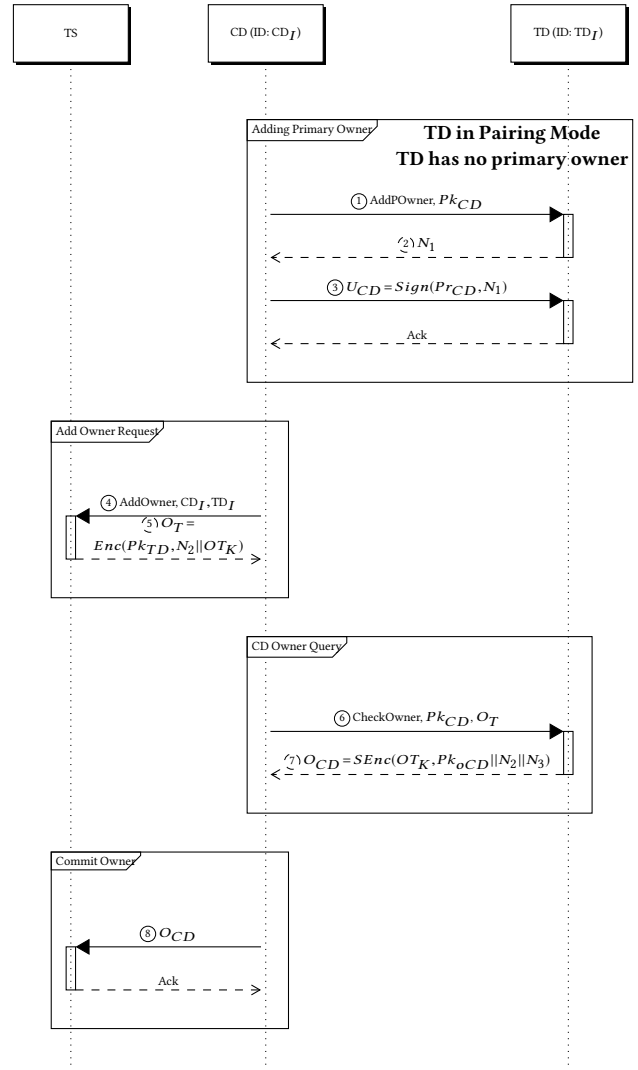 TS
CD (ID: CD_I)
TD (ID: TD_I)
Adding Primary Owner
TD in Pairing Mode
TD has no primary owner
① AddPOwner, Pk_CD
② N_1
③ U_CD = Sign(Pr_CD, N_1)
Ack
Add Owner Request
④ AddOwner, CD_I, TD_I
⑤ O_T =
Enc(Pk_TD, N_2||OT_K)
CD Owner Query
⑥ CheckOwner, Pk_CD, O_T
⑦ O_CD = SEnc(OT_K, Pk_oCD||N_2||N_3)
Commit Owner
⑧ O_CD
Ack